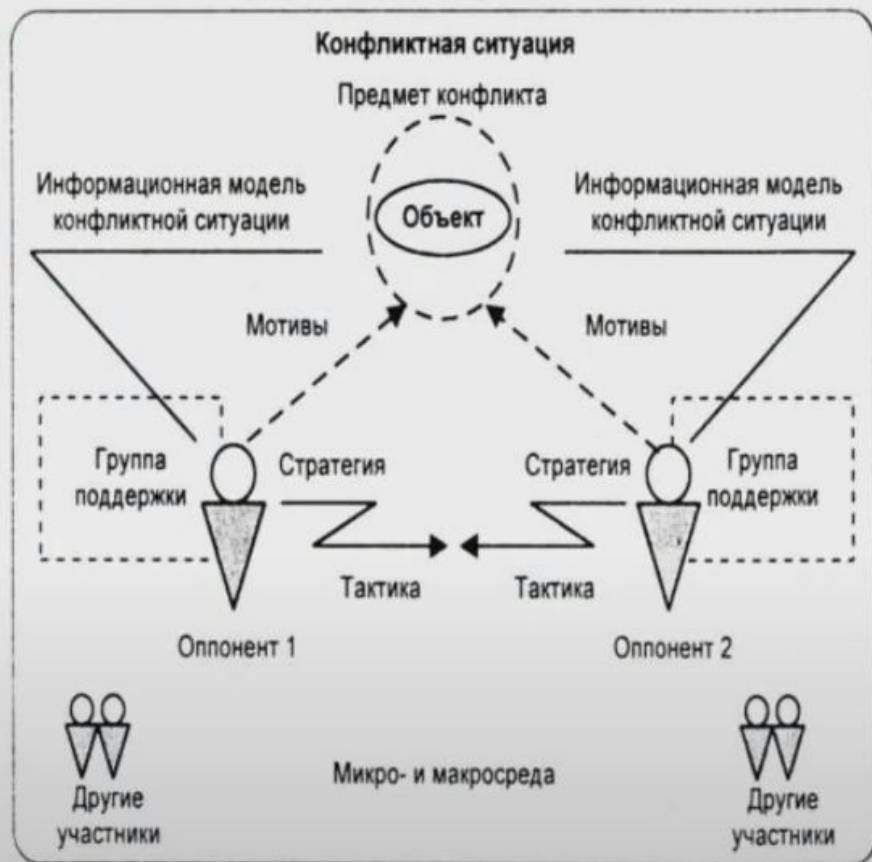 Конфликтная ситуация
Предмет конфликта
Информационная модель
конфликтной ситуации
Объект
Информационная модель
конфликтной ситуации
Мотивы
Мотивы
Группа
поддержки
Стратегия
Стратегия
Группа
поддержки
Тактика
Тактика
Оппонент 1
Оппонент 2
Микро- и макросреда
Другие
участники
Другие
участники